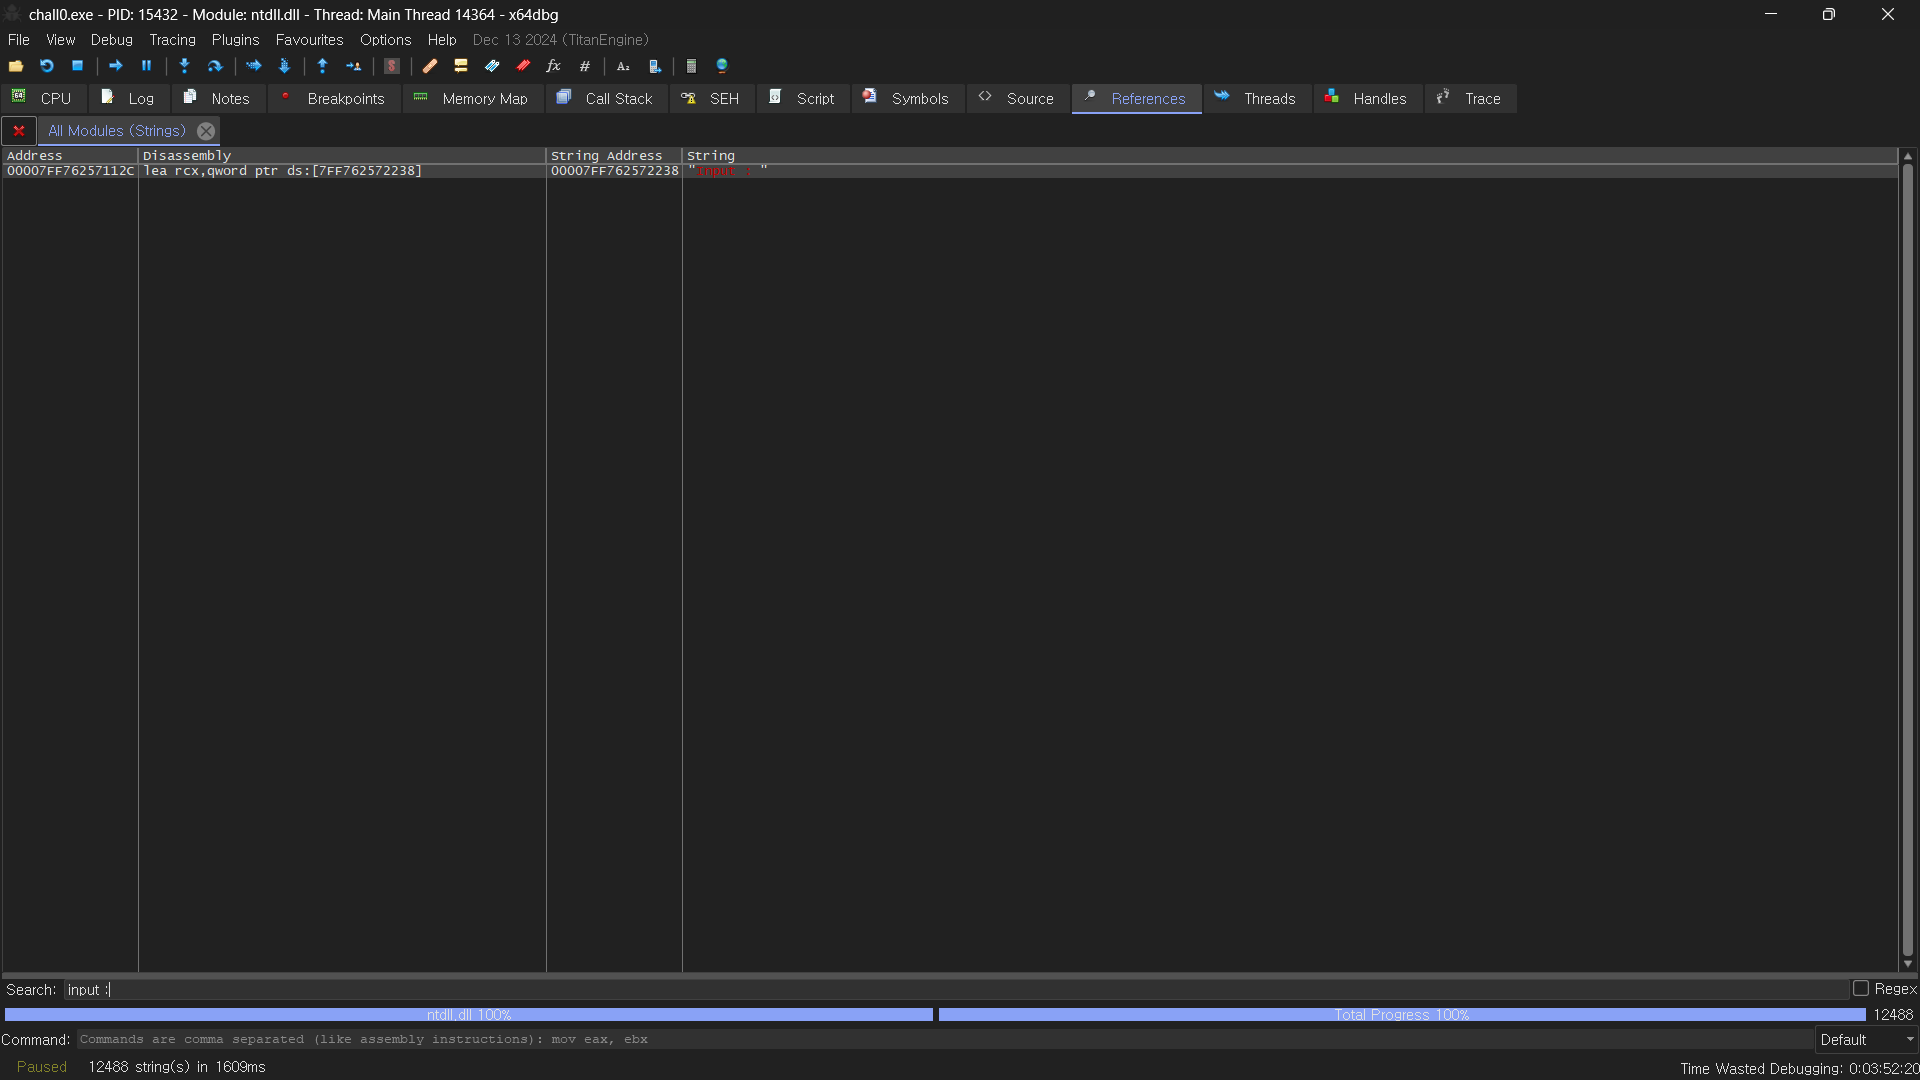 chall0.exe - PID: 15432 - Module: ntdll.dll - Thread: Main Thread 14364 - x64dbg
File View Debug Tracing Plugins Favourites Options Help Dec 13 2024 (TitanEngine)
CPU Log Notes Breakpoints Memory Map Call Stack SEH Script Symbols Source References Threads Handles Trace
All Modules (Strings)
Address Disassembly String Address String
00007FF76257112C lea rcx,qword ptr ds:[7FF762572238] 00007FF762572238 "Input : "
Search: input :
Regex
ntdll.dll 100% Total Progress 100% 12488
Command: Commands are comma separated (like assembly instructions): mov eax, ebx Default
Paused 12488 string(s) in 1609ms Time Wasted Debugging: 0:03:52:20